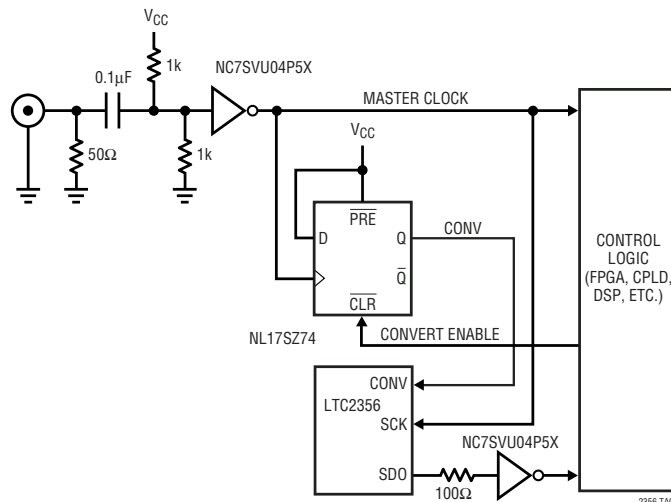 VCC
0.1µF
1k
NC7SVU04P5X
MASTER CLOCK
50Ω
1k
VCC
PRE
D
Q
CONV
Q
CLR
NL17SZ74
CONVERT ENABLE
CONTROL
LOGIC
(FPGA, CPLD,
DSP, ETC.)
CONV
LTC2356
SCK
NC7SVU04P5X
SDO
100Ω